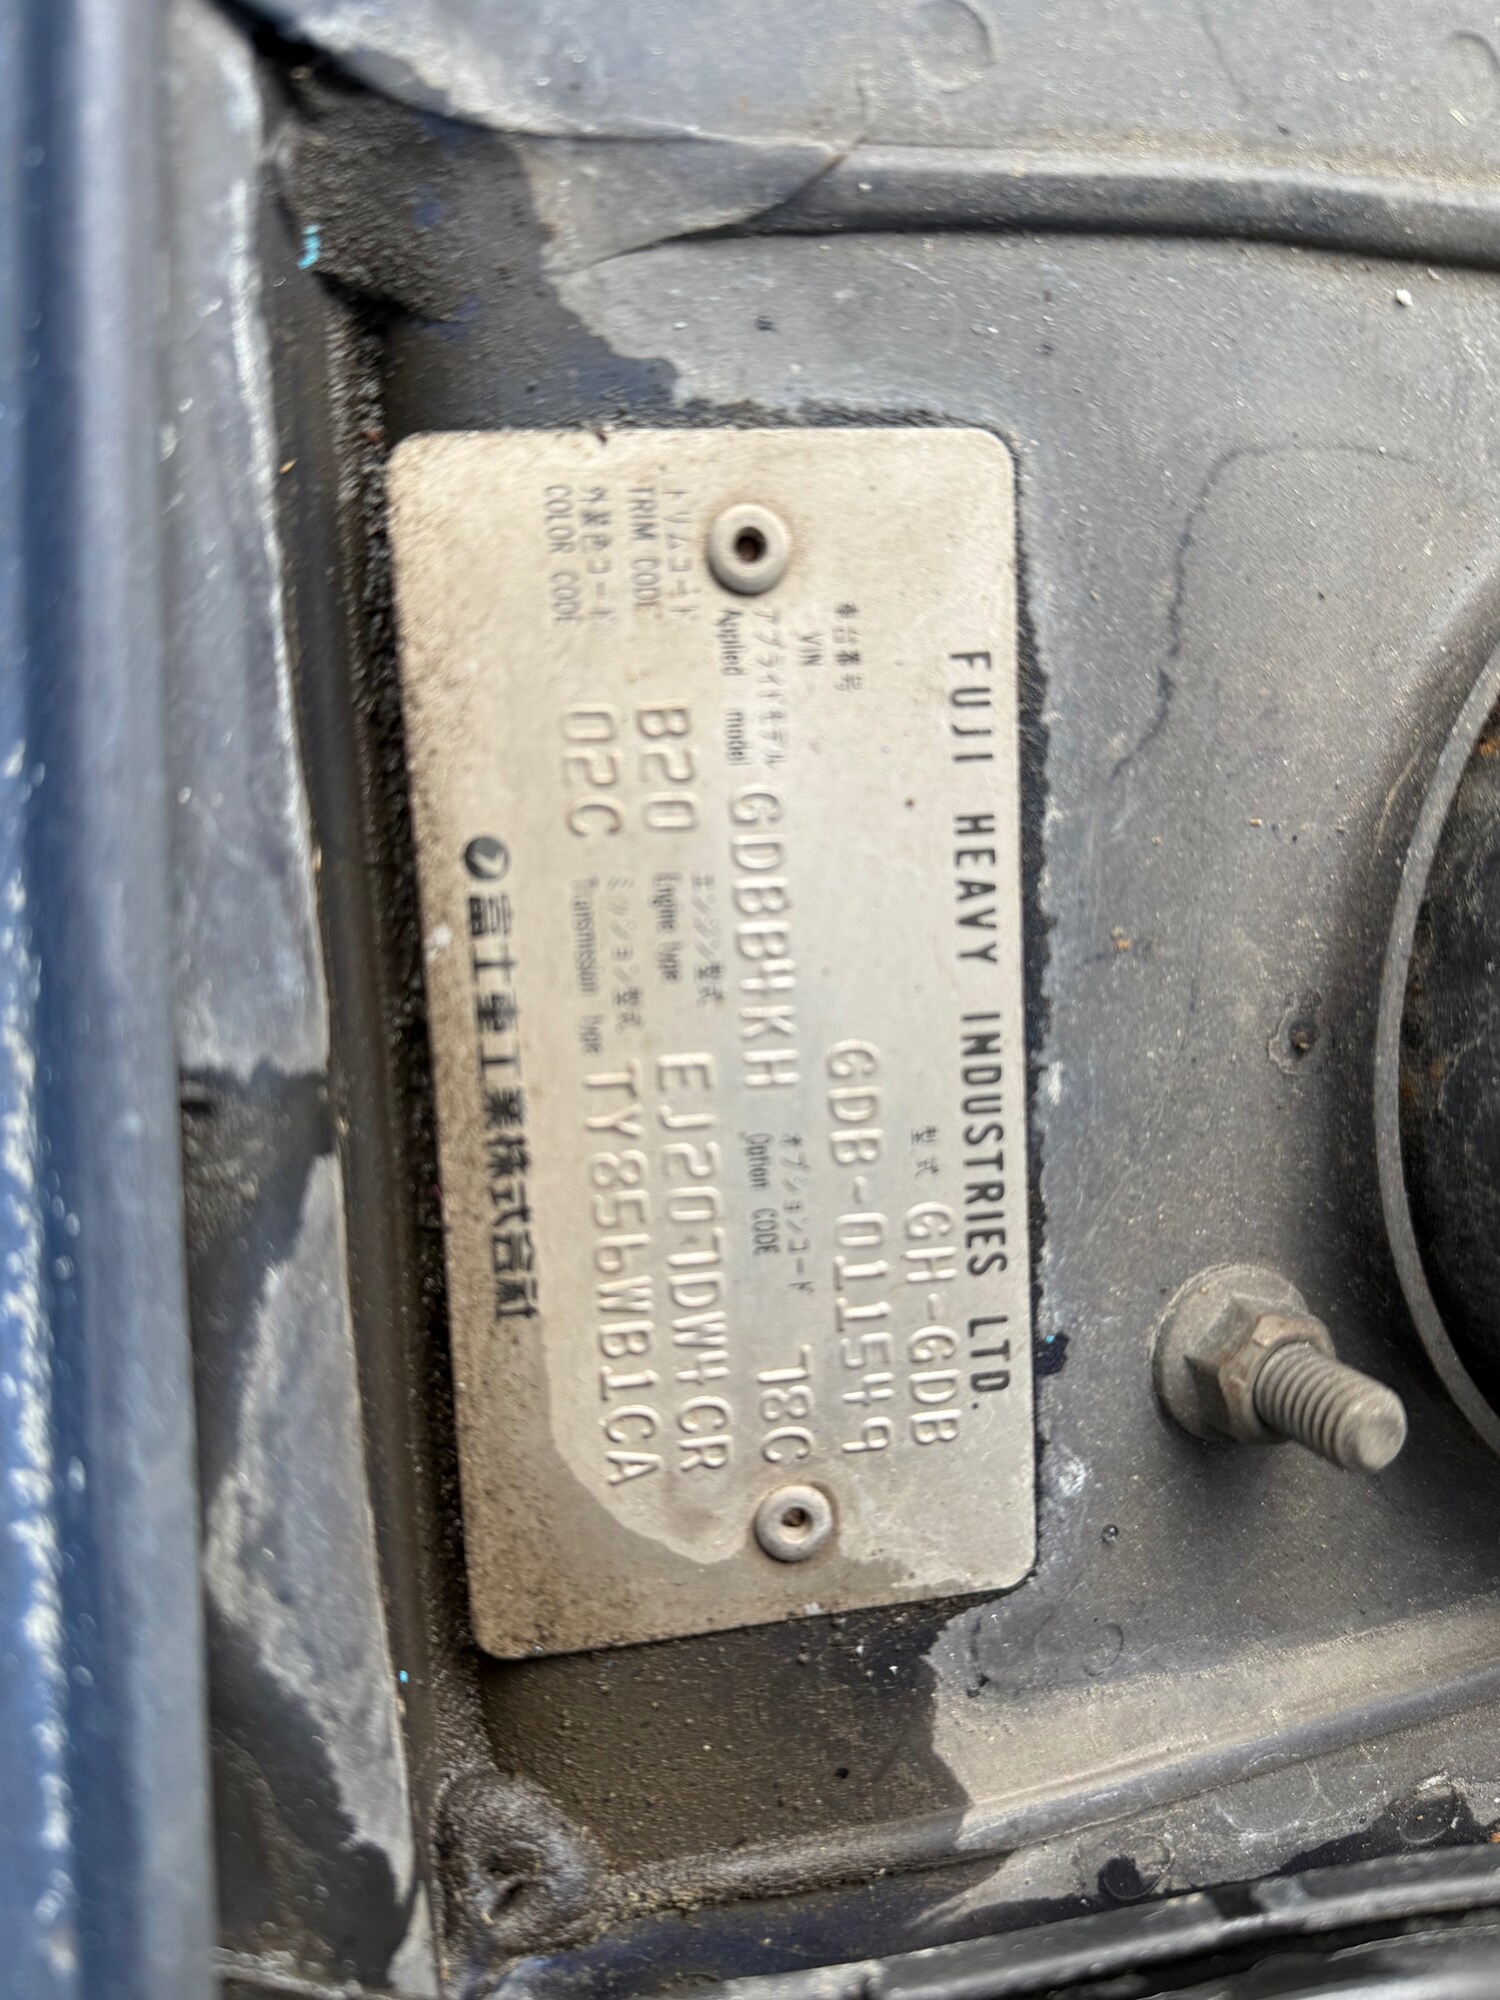 FUJI HEAVY INDUSTRIES LTD.
型式 GH-GDB
車台番号
VIN
GDB-011549
アプライドモデル
Applied model GDBB4KH
オプションコード
Option CODE 18C
トリムコード
TRIM CODE B20
エンジン型式
Engine type EJ207DW4CR
外装色コード
COLOR CODE 02C
ミッション型式
Transmission type TY856WB1CA
富士重工業株式会社